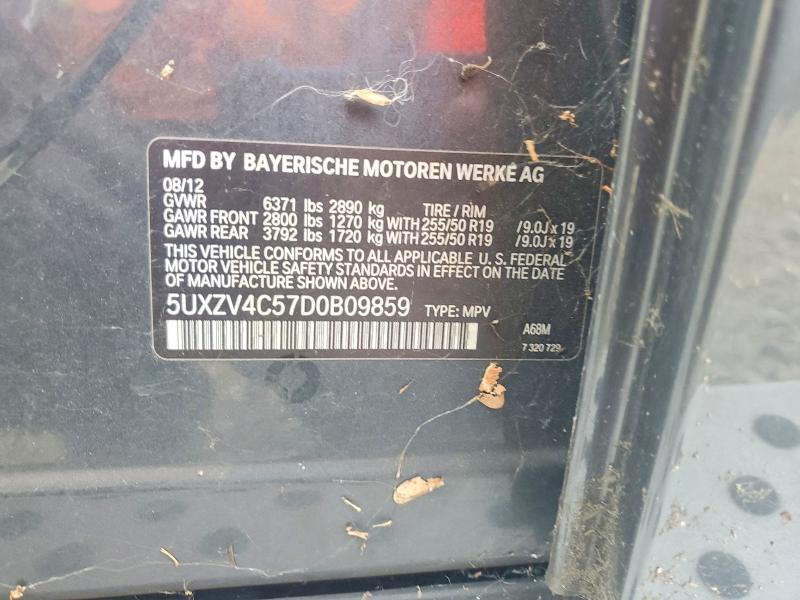 MFD BY BAYERISCHE MOTOREN WERKE AG
08/12
GVWR 6371 lbs 2890 kg TIRE / RIM
GAWR FRONT 2800 lbs 1270 kg WITH 255/50 R19 /9.0J x 19
GAWR REAR 3792 lbs 1720 kg WITH 255/50 R19 /9.0J x 19
THIS VEHICLE CONFORMS TO ALL APPLICABLE U. S. FEDERAL
MOTOR VEHICLE SAFETY STANDARDS IN EFFECT ON THE DATE
OF MANUFACTURE SHOWN ABOVE.
5UXZV4C57D0B09859 TYPE: MPV
A68M
7 320 729